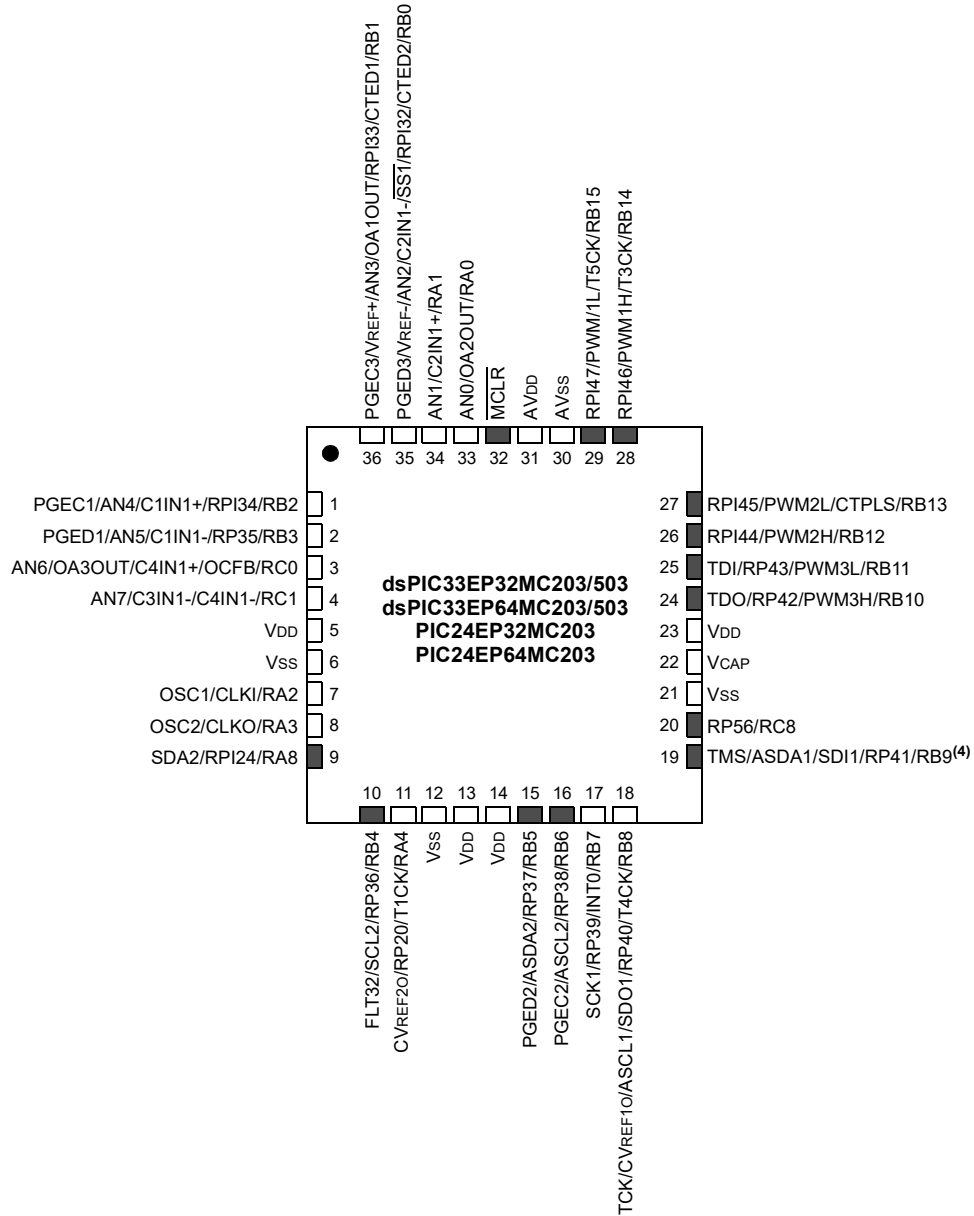 PGEC3/VREF+/AN3/OA1OUT/RPI33/CTED1/RB1
PGED3/VREF-/AN2/C2IN1-/SS1/RPI32/CTED2/RB0
AN1/C2IN1+/RA1
AN0/OA2OUT/RA0
MCLR
AVDD
AVSS
RPI47/PWM/1L/T5CK/RB15
RPI46/PWM1H/T3CK/RB14
36 35 34 33 32 31 30 29 28
PGEC1/AN4/C1IN1+/RPI34/RB2 1
PGED1/AN5/C1IN1-/RP35/RB3 2
AN6/OA3OUT/C4IN1+/OCFB/RC0 3
AN7/C3IN1-/C4IN1-/RC1 4
VDD 5
VSS 6
OSC1/CLKI/RA2 7
OSC2/CLKO/RA3 8
SDA2/RPI24/RA8 9
dsPIC33EP32MC203/503
dsPIC33EP64MC203/503
PIC24EP32MC203
PIC24EP64MC203
27 RPI45/PWM2L/CTPLS/RB13
26 RPI44/PWM2H/RB12
25 TDI/RP43/PWM3L/RB11
24 TDO/RP42/PWM3H/RB10
23 VDD
22 VCAP
21 VSS
20 RP56/RC8
19 TMS/ASDA1/SDI1/RP41/RB9(4)
10 11 12 13 14 15 16 17 18
FLT32/SCL2/RP36/RB4
CVREF2O/RP20/T1CK/RA4
VSS
VDD
VDD
PGED2/ASDA2/RP37/RB5
PGEC2/ASCL2/RP38/RB6
SCK1/RP39/INT0/RB7
TCK/CVREF1O/ASCL1/SDO1/RP40/T4CK/RB8